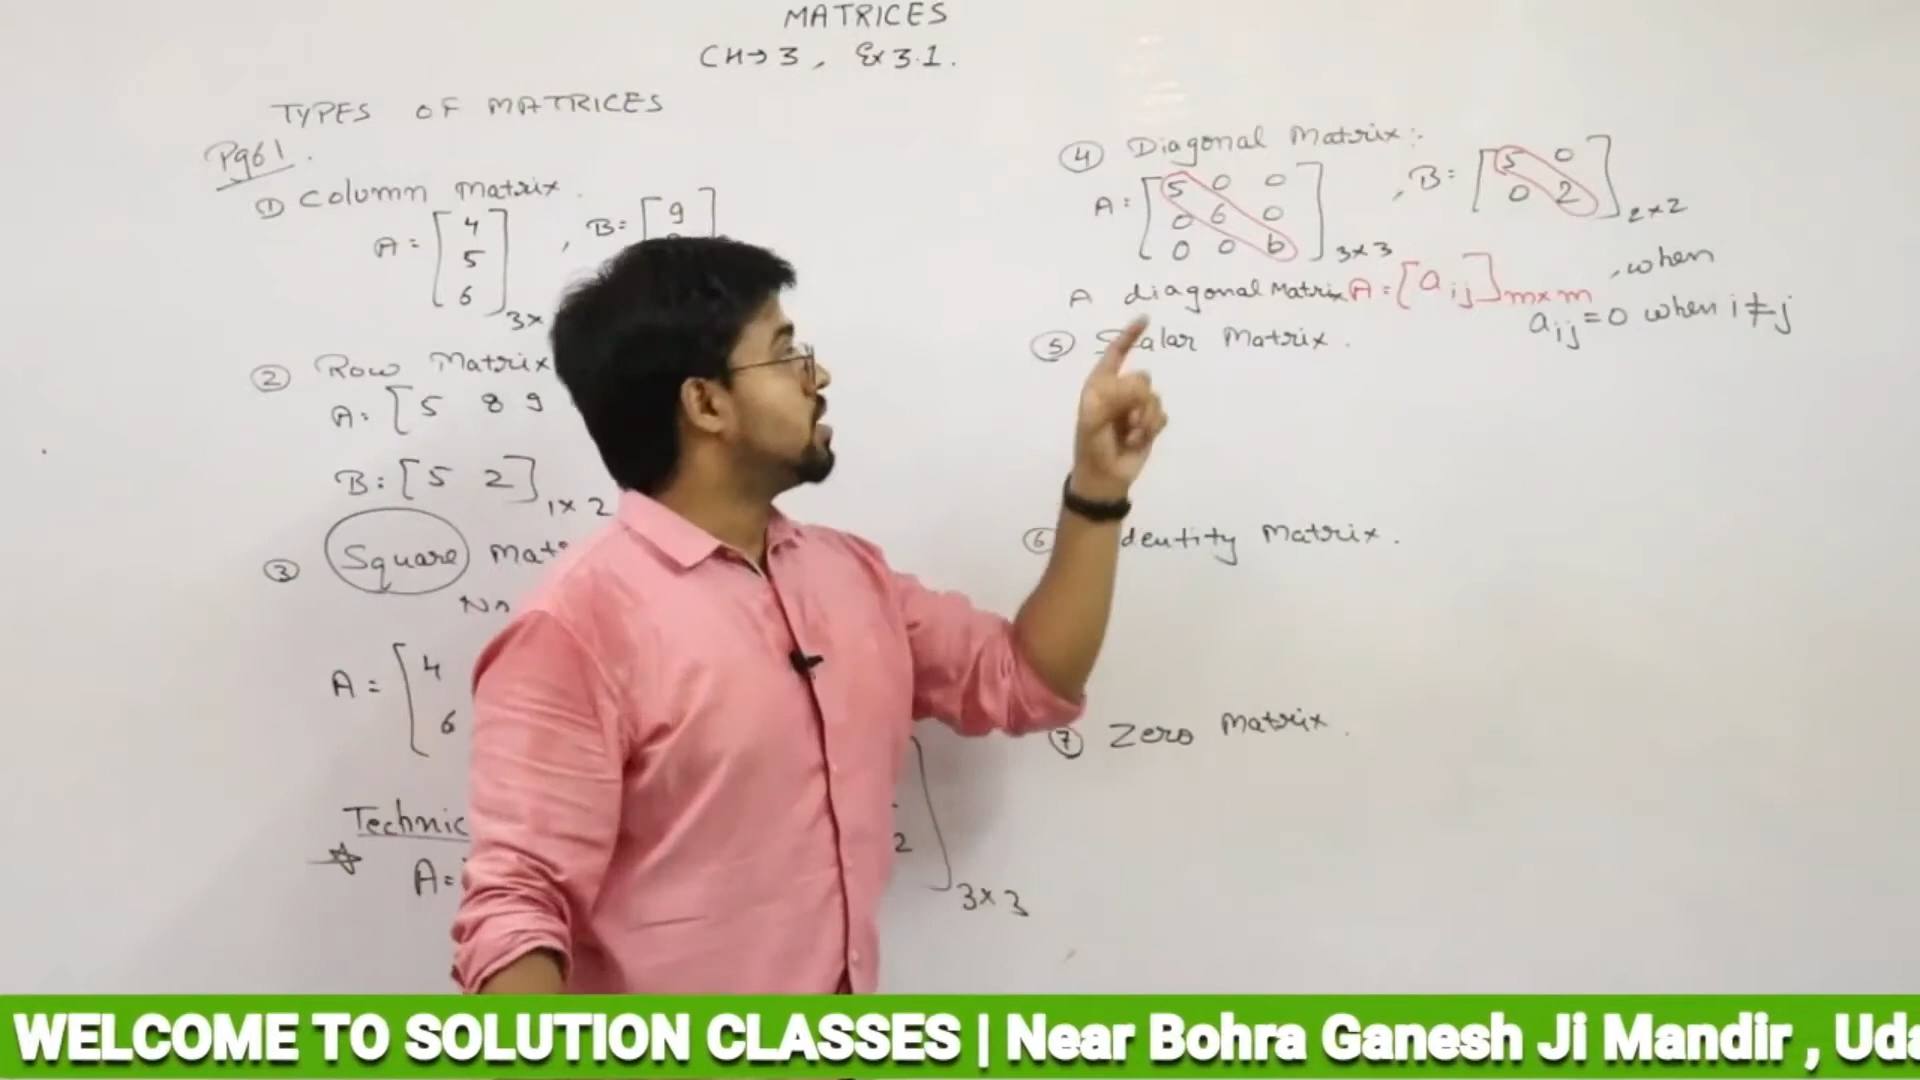 MATRICES
CH→3, Ex 3.1.
TYPES OF MATRICES
Pg61.
① Column Matrix.
A = [4
5
6] 3×
, B = [9
② Row Matrix
A: [5 8 9
B: [5 2] 1×2
③ Square
A = [4
6
2
] 3×3
A =
④ Diagonal Matrix:
A: [5 0 0
0 6 0
0 0 6] 3×3
, B = [5 0
0 2] 2×2
A diagonal Matrix A = [a ij] m×m , when
a ij = 0 when i ≠ j
⑤ Scalar Matrix.
⑥ dentity Matrix.
⑦ Zero Matrix.
WELCOME TO SOLUTION CLASSES | Near Bohra Ganesh Ji Mandir , Uda